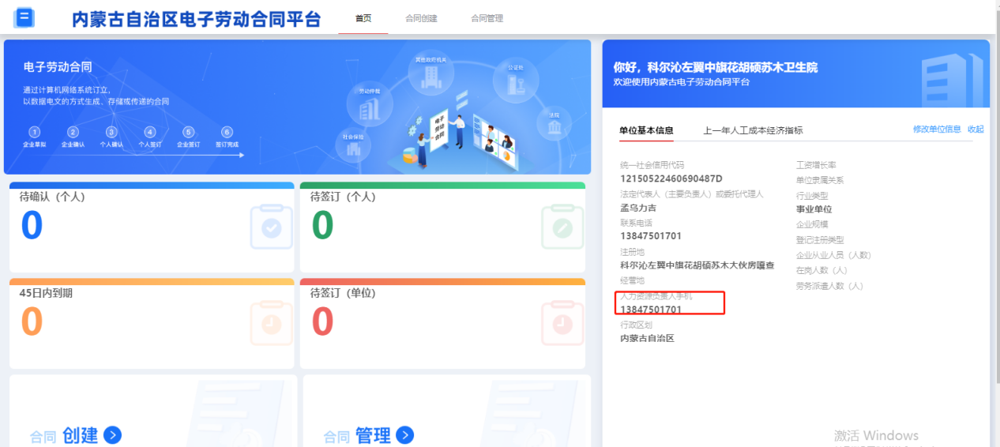 内蒙古自治区电子劳动合同平台
首页
合同创建
合同管理
电子劳动合同
通过计算机网络系统订立,
以数据电文的方式生成、存储或传递的合同
1
2
3
4
5
6
企业草拟
企业确认
个人确认
个人签订
企业签订
签订完成
其他政府机关
公证处
劳动仲裁
法院
社会保险
电子
劳动
合同
你好，科尔沁左翼中旗花胡硕苏木卫生院
欢迎使用内蒙古电子劳动合同平台
单位基本信息
上一年人工成本经济指标
修改单位信息
收起
统一社会信用代码
12150522460690487D
法定代表人（主要负责人）或委托代理人
孟乌力吉
联系电话
13847501701
注册地
科尔沁左翼中旗花胡硕苏木大伙房嘎查
经营地
人力资源负责人手机
13847501701
行政区划
内蒙古自治区
工资增长率
单位隶属关系
行业类型
事业单位
企业规模
登记注册类型
企业从业人员（人数）
在岗人数（人）
劳务派遣人数（人）
待确认（个人）
0
待签订（个人）
0
45日内到期
0
待签订（单位）
0
合同 创建
合同 管理
激活 Windows